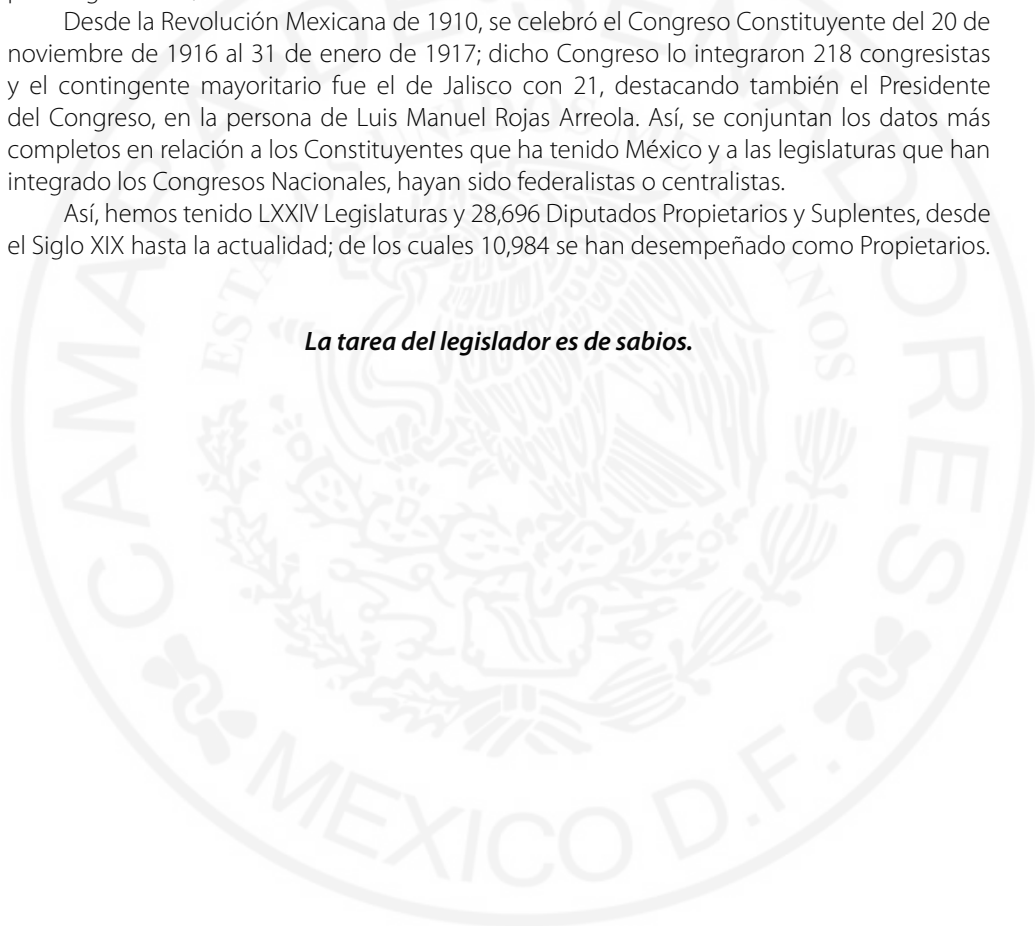 Desde la Revolución Mexicana de 1910, se celebró el Congreso Constituyente del 20 de
noviembre de 1916 al 31 de enero de 1917; dicho Congreso lo integraron 218 congresistas
y el contingente mayoritario fue el de Jalisco con 21, destacando también el Presidente
del Congreso, en la persona de Luis Manuel Rojas Arreola. Así, se conjuntan los datos más
completos en relación a los Constituyentes que ha tenido México y a las legislaturas que han
integrado los Congresos Nacionales, hayan sido federalistas o centralistas.
Así, hemos tenido LXXIV Legislaturas y 28,696 Diputados Propietarios y Suplentes, desde
el Siglo XIX hasta la actualidad; de los cuales 10,984 se han desempeñado como Propietarios.
La tarea del legislador es de sabios.
MEXICO D.F.